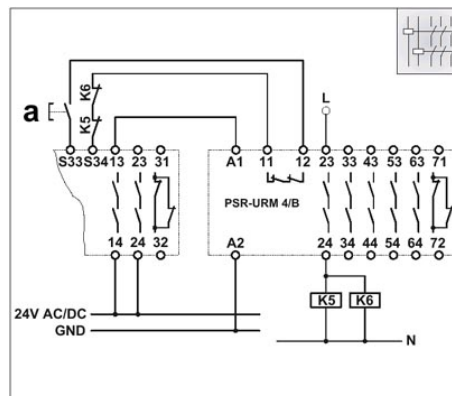 a
K6
K5
L
S33 S34 13 23 31
A1 11 12 23 33 43 53 63 71
PSR-URM 4/B
14 24 32
A2 24 34 44 54 64 72
24V AC/DC
GND
K5 K6
N